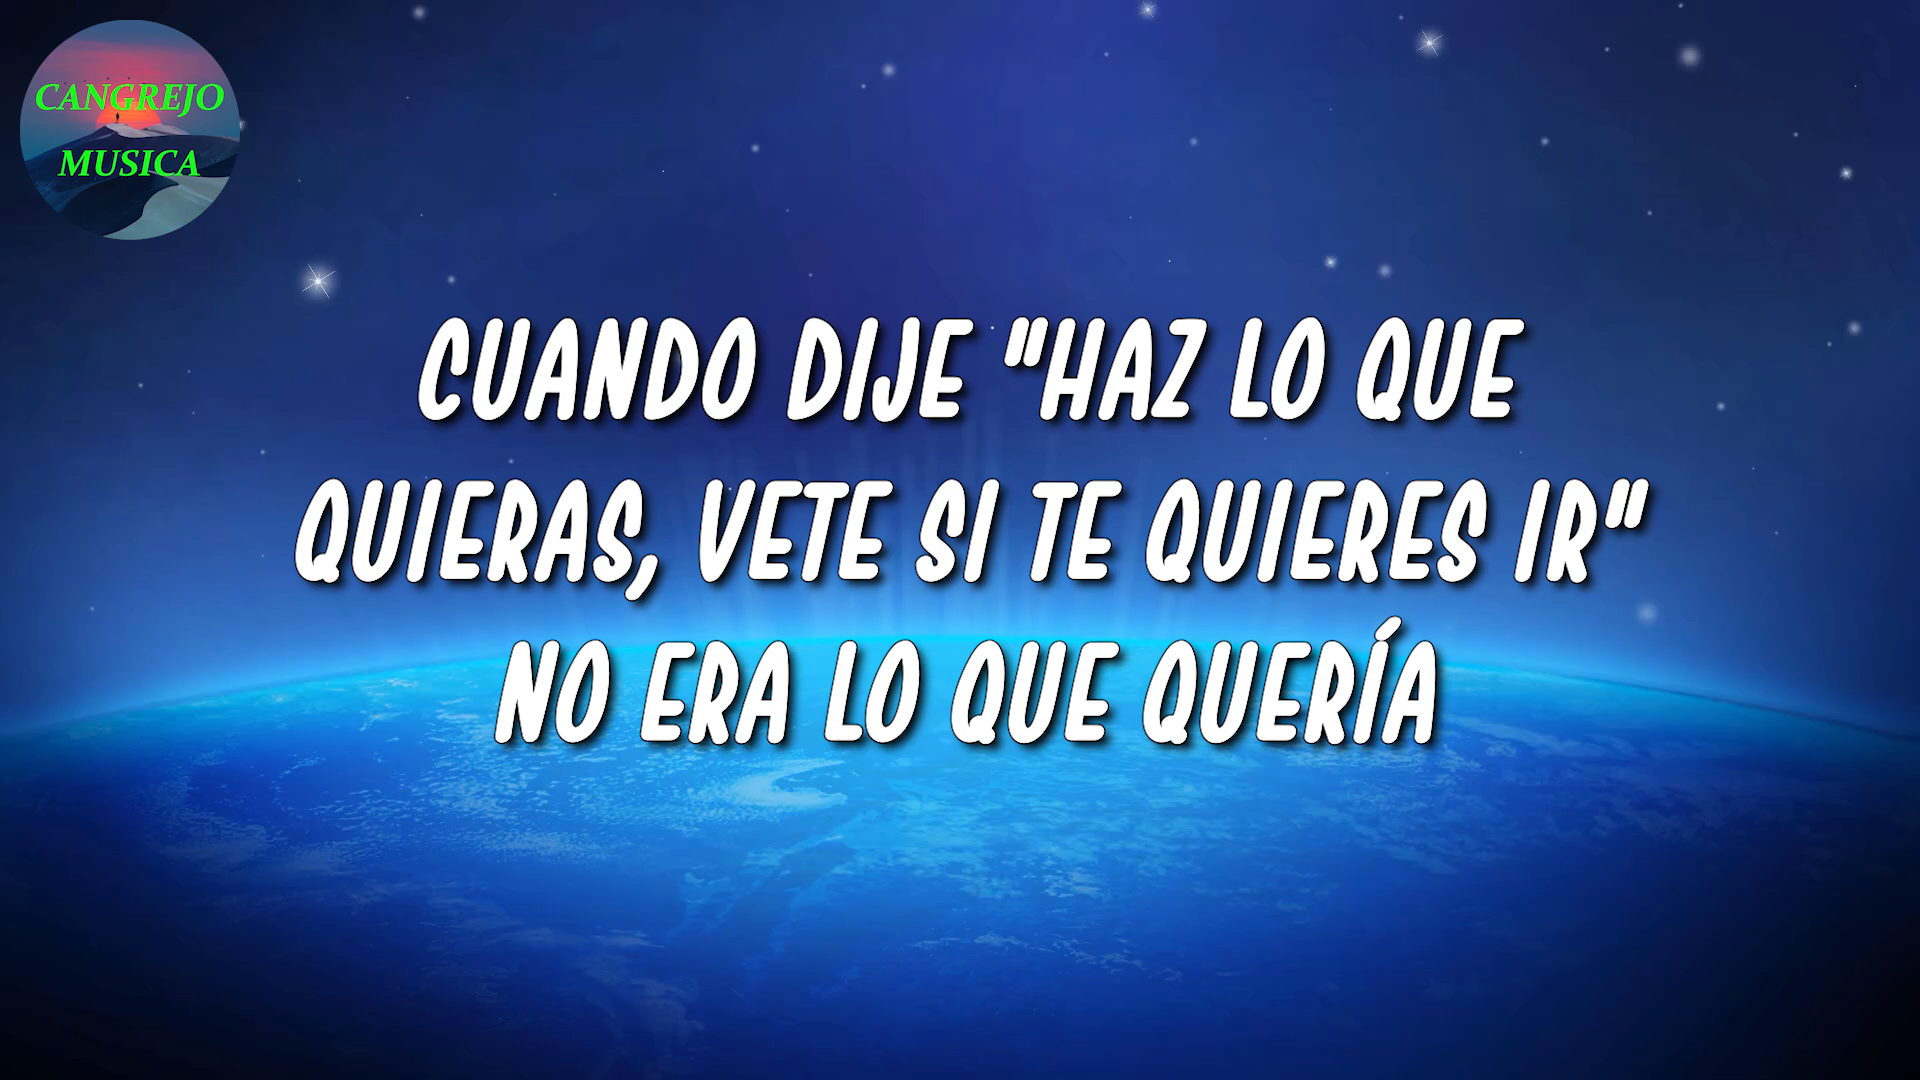 CANGREJO
MUSICA
CUANDO DIJE "HAZ LO QUE
QUIERAS, VETE SI TE QUIERES IR"
NO ERA LO QUE QUERÍA